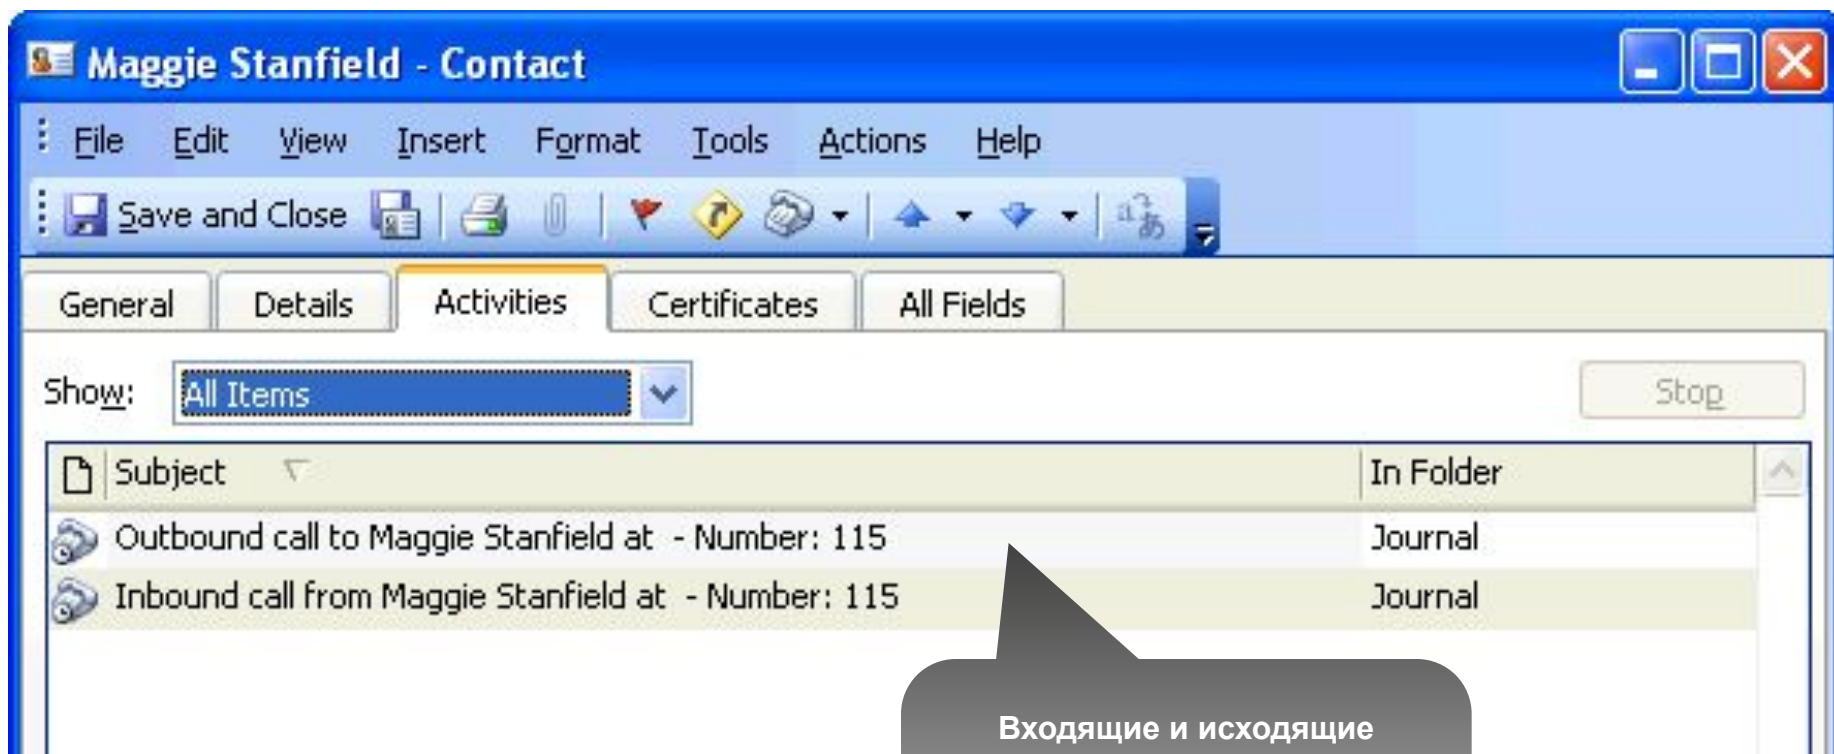 Maggie Stanfield - Contact
File Edit View Insert Format Tools Actions Help
Save and Close
General Details Activities Certificates All Fields
Show: All Items Stop
Subject In Folder
Outbound call to Maggie Stanfield at - Number: 115 Journal
Inbound call from Maggie Stanfield at - Number: 115 Journal
Входящие и исходящие